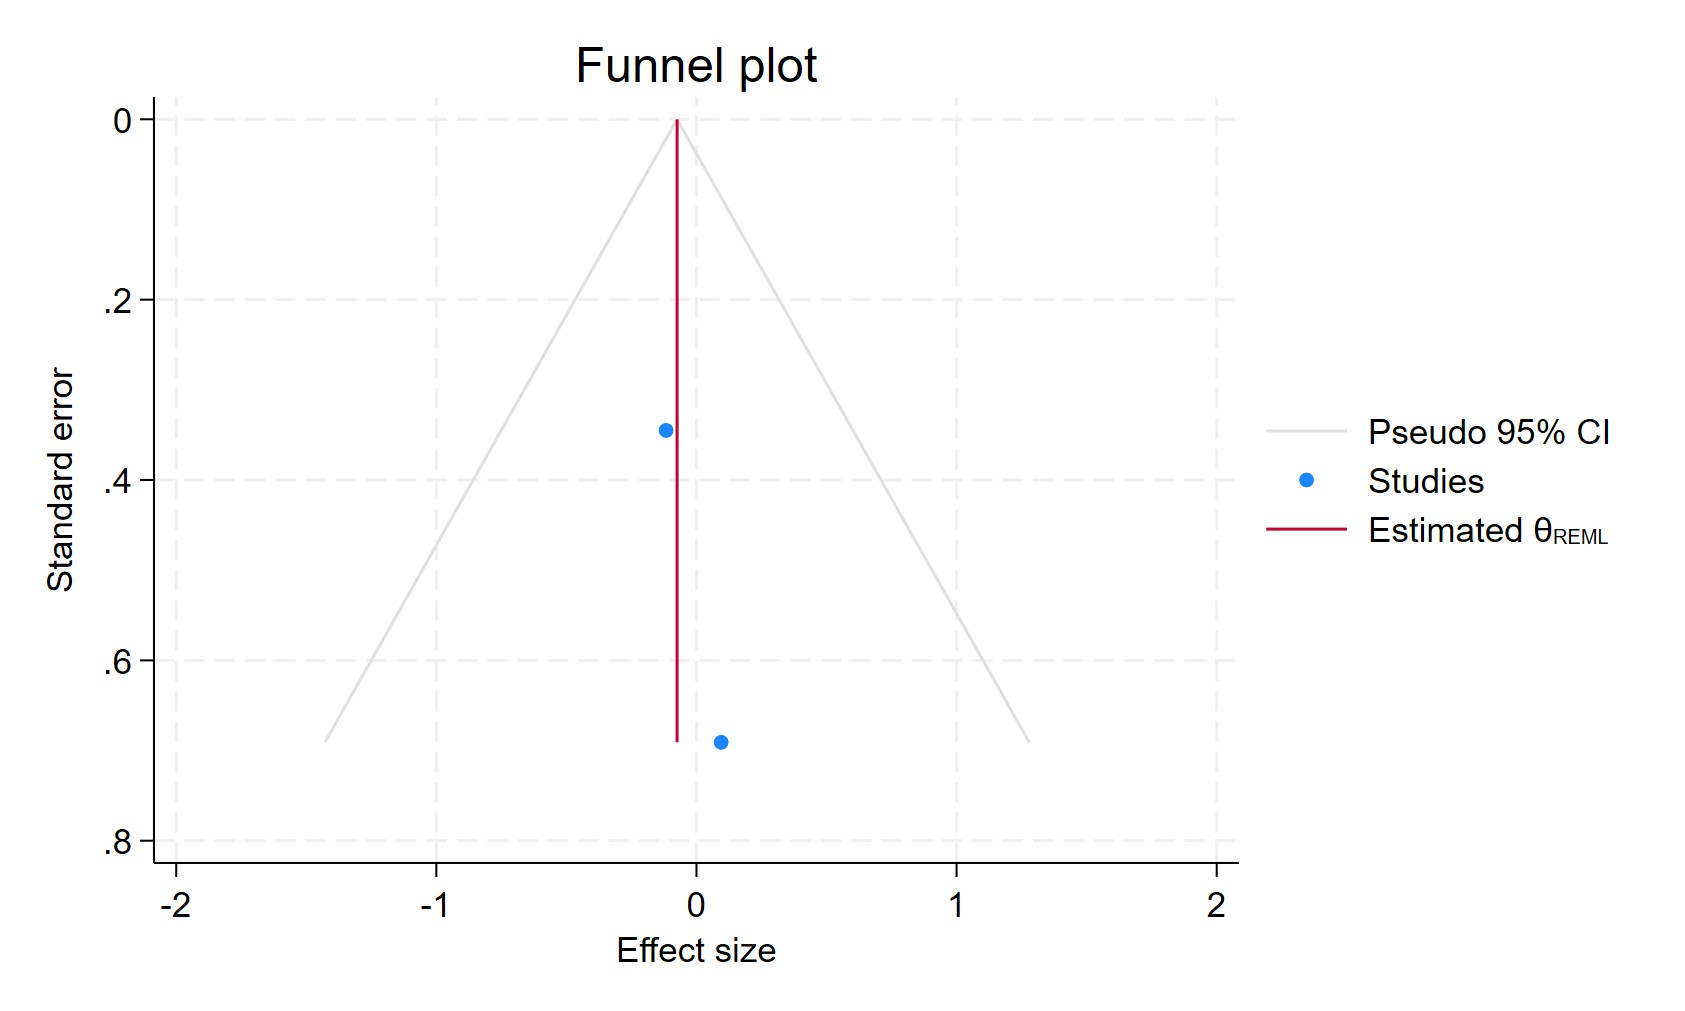 Funnel plot
0
.2
.4
.6
.8
Standard error
-2 -1 0 1 2
Effect size
Pseudo 95% CI
Studies
Estimated θREML